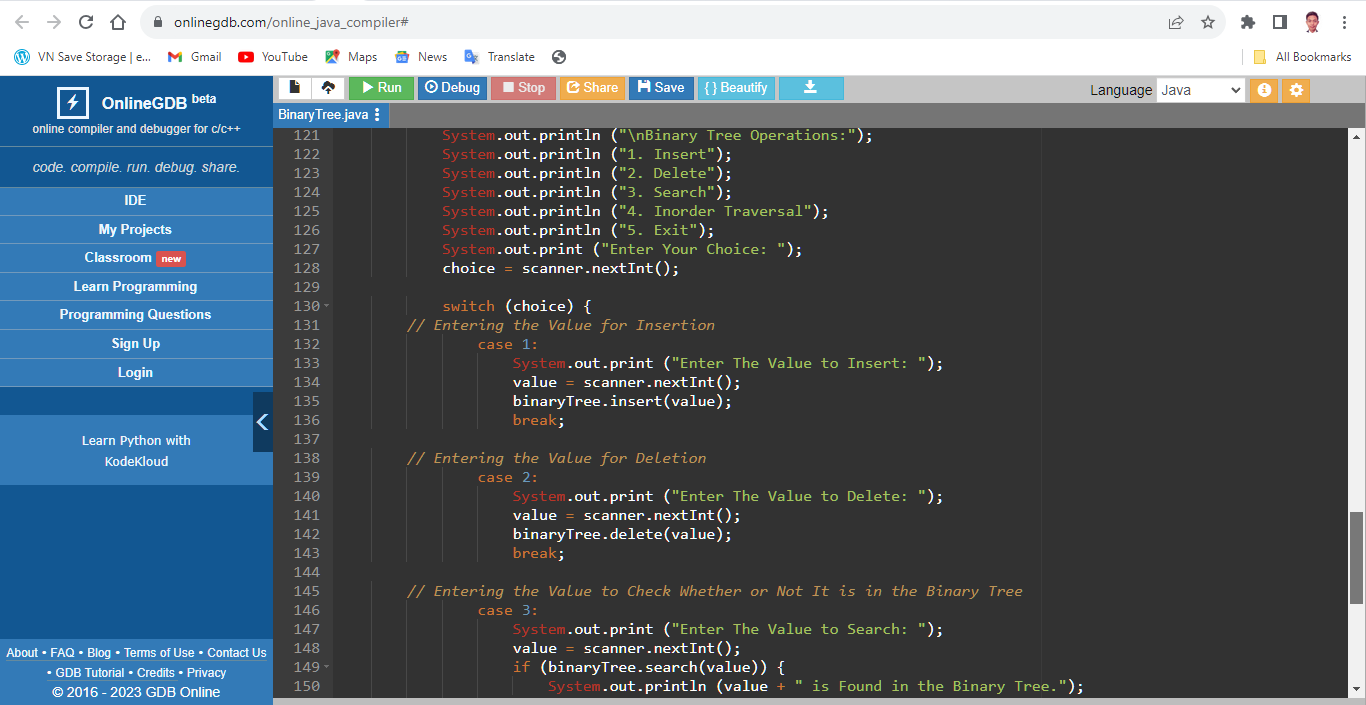 onlinegdb.com/online_java_compiler#
VN Save Storage | e... Gmail YouTube Maps News Translate All Bookmarks
OnlineGDB beta
online compiler and debugger for c/c++
code. compile. run. debug. share.
IDE
My Projects
Classroom new
Learn Programming
Programming Questions
Sign Up
Login
Learn Python with
KodeKloud
About • FAQ • Blog • Terms of Use • Contact Us
• GDB Tutorial • Credits • Privacy
© 2016 - 2023 GDB Online
Run Debug Stop Share Save { } Beautify Language Java
BinaryTree.java
121 System.out.println ("\nBinary Tree Operations:");
122 System.out.println ("1. Insert");
123 System.out.println ("2. Delete");
124 System.out.println ("3. Search");
125 System.out.println ("4. Inorder Traversal");
126 System.out.println ("5. Exit");
127 System.out.print ("Enter Your Choice: ");
128 choice = scanner.nextInt();
129
130 switch (choice) {
131 // Entering the Value for Insertion
132 case 1:
133 System.out.print ("Enter The Value to Insert: ");
134 value = scanner.nextInt();
135 binaryTree.insert(value);
136 break;
137
138 // Entering the Value for Deletion
139 case 2:
140 System.out.print ("Enter The Value to Delete: ");
141 value = scanner.nextInt();
142 binaryTree.delete(value);
143 break;
144
145 // Entering the Value to Check Whether or Not It is in the Binary Tree
146 case 3:
147 System.out.print ("Enter The Value to Search: ");
148 value = scanner.nextInt();
149 if (binaryTree.search(value)) {
150 System.out.println (value + " is Found in the Binary Tree.");